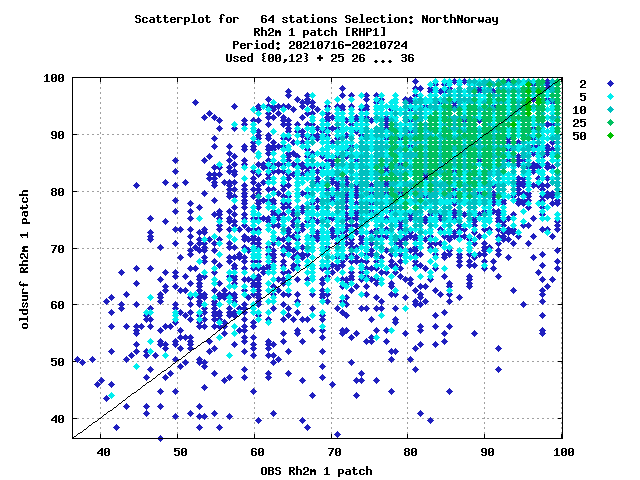 Scatterplot for   64 stations Selection: NorthNorway
Rh2m 1 patch [RHP1]
Period: 20210716-20210724
Used {00,12} + 25 26 ... 36
2
5
10
25
50
100
90
80
70
60
50
40
oldsurf Rh2m 1 patch
40 50 60 70 80 90 100
OBS Rh2m 1 patch